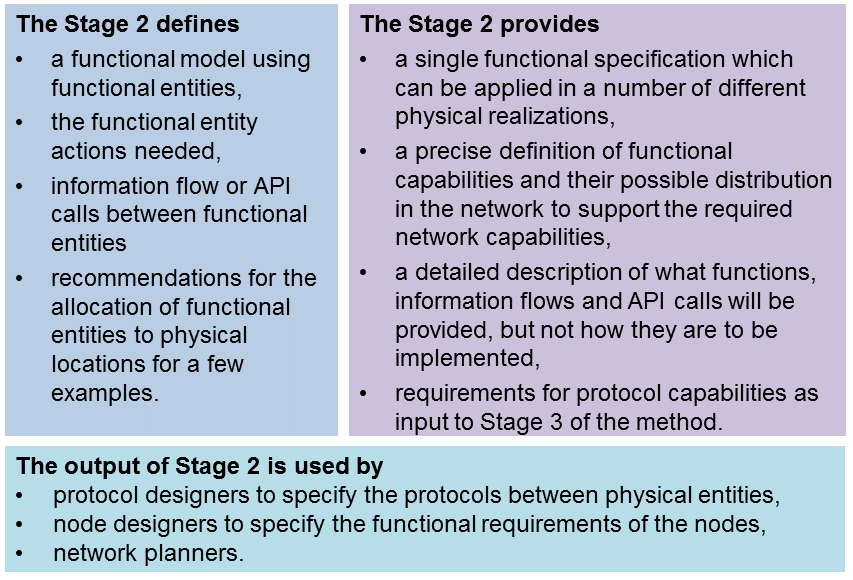 The Stage 2 defines
• a functional model using
functional entities,
• the functional entity
actions needed,
• information flow or API
calls between functional
entities
• recommendations for the
allocation of functional
entities to physical
locations for a few
examples.
The Stage 2 provides
• a single functional specification which
can be applied in a number of different
physical realizations,
• a precise definition of functional
capabilities and their possible distribution
in the network to support the required
network capabilities,
• a detailed description of what functions,
information flows and API calls will be
provided, but not how they are to be
implemented,
• requirements for protocol capabilities as
input to Stage 3 of the method.
The output of Stage 2 is used by
• protocol designers to specify the protocols between physical entities,
• node designers to specify the functional requirements of the nodes,
• network planners.